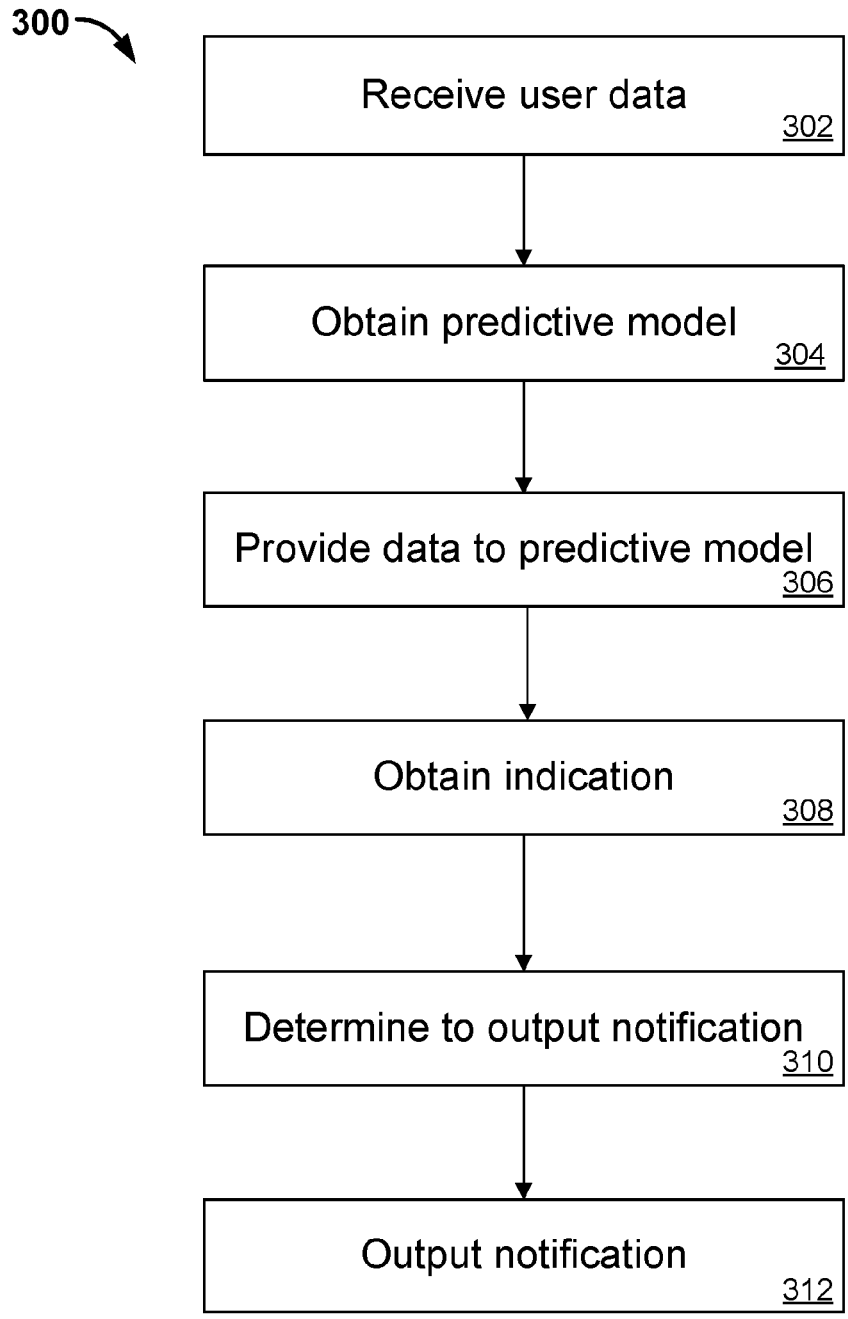 300
Receive user data
302
Obtain predictive model
304
Provide data to predictive model
306
Obtain indication
308
Determine to output notification
310
Output notification
312